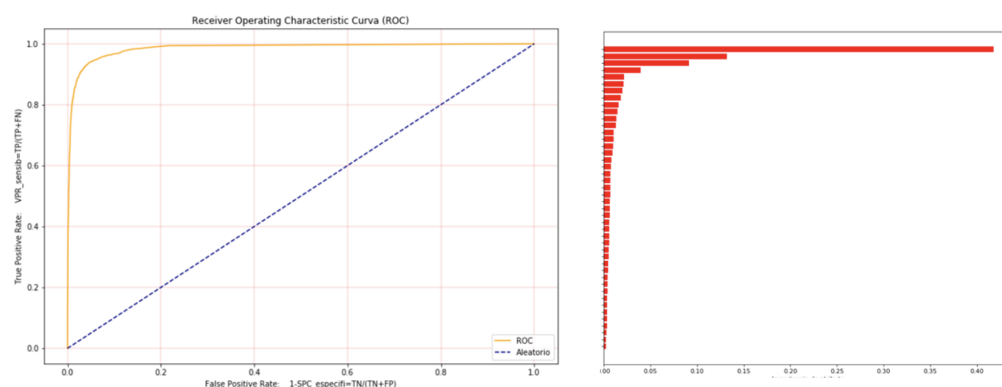 Receiver Operating Characteristic Curva (ROC)
1.0
0.8
0.6
0.4
0.2
0.0
True Positive Rate: VPR_sensib=TP/(TP+FN)
0.0 0.2 0.4 0.6 0.8 1.0
False Positive Rate: 1-SPC_especifi=TN/(TN+FP)
ROC
Aleatorio
0.00 0.05 0.10 0.15 0.20 0.25 0.30 0.35 0.40